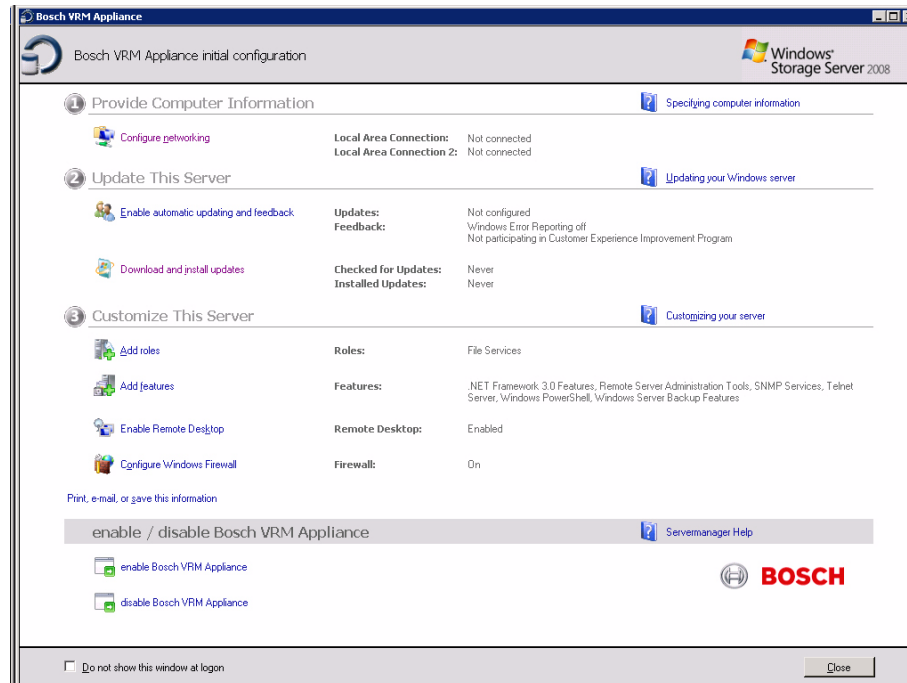 Bosch VRM Appliance
Bosch VRM Appliance initial configuration
Windows®
Storage Server 2008
1 Provide Computer Information
Specifying computer information
Configure networking
Local Area Connection: Not connected
Local Area Connection 2: Not connected
2 Update This Server
Updating your Windows server
Enable automatic updating and feedback
Updates: Not configured
Feedback: Windows Error Reporting off
Not participating in Customer Experience Improvement Program
Download and install updates
Checked for Updates: Never
Installed Updates: Never
3 Customize This Server
Customizing your server
Add roles
Roles: File Services
Add features
Features: .NET Framework 3.0 Features, Remote Server Administration Tools, SNMP Services, Telnet
Server, Windows PowerShell, Windows Server Backup Features
Enable Remote Desktop
Remote Desktop: Enabled
Configure Windows Firewall
Firewall: On
Print, e-mail, or save this information
enable / disable Bosch VRM Appliance
Servermanager Help
enable Bosch VRM Appliance
BOSCH
disable Bosch VRM Appliance
Do not show this window at logon
Close